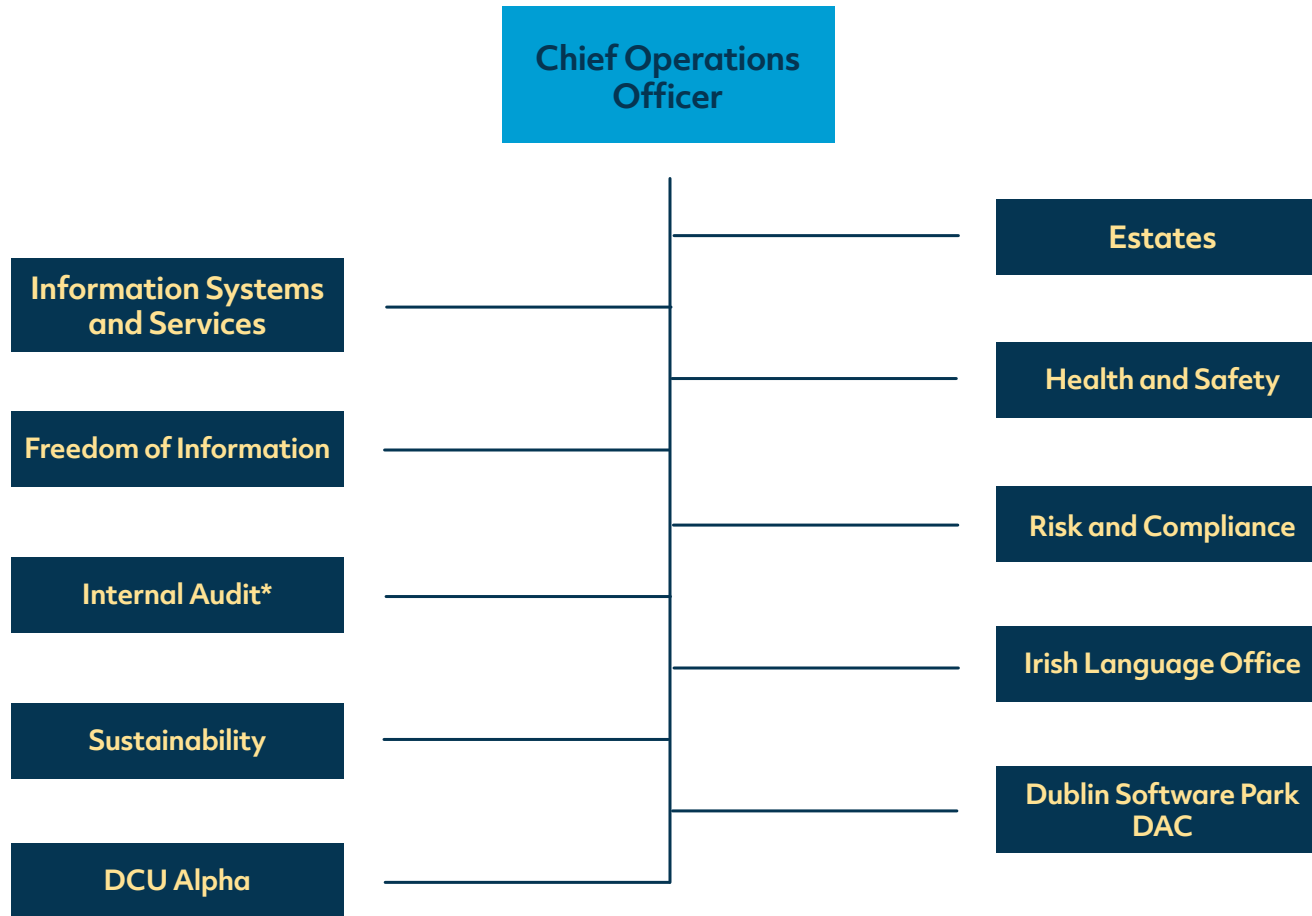 Chief Operations
Officer
Estates
Information Systems
and Services
Health and Safety
Freedom of Information
Risk and Compliance
Internal Audit*
Irish Language Office
Sustainability
Dublin Software Park
DAC
DCU Alpha